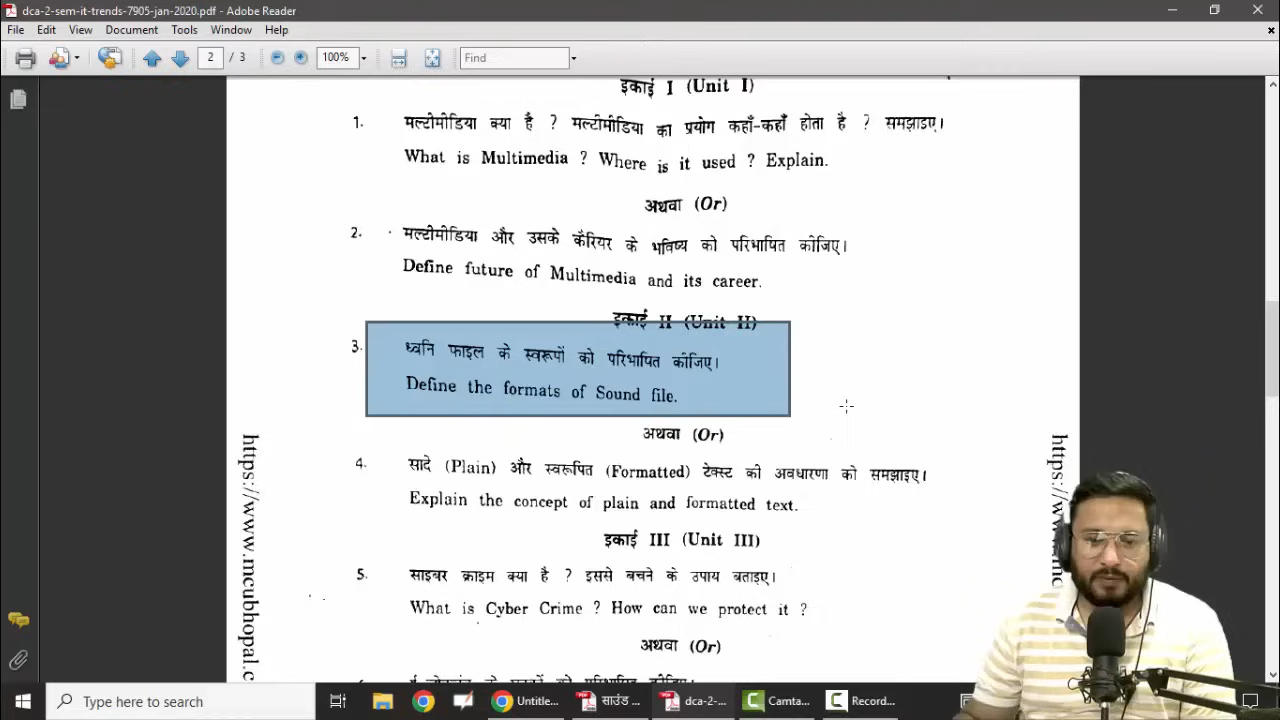 dca-2-sem-it-trends-7905-jan-2020.pdf - Adobe Reader
File Edit View Document Tools Window Help
2 / 3 100% Find
इकाई I (Unit I)
1. मल्टीमीडिया क्या है ? मल्टीमीडिया का प्रयोग कहाँ-कहाँ होता है ? समझाइए।
What is Multimedia ? Where is it used ? Explain.
अथवा (Or)
2. मल्टीमीडिया और उसके कैरियर के भविष्य को परिभाषित कीजिए।
Define future of Multimedia and its career.
इकाई II (Unit II)
3. ध्वनि फाइल के स्वरूपों को परिभाषित कीजिए।
Define the formats of Sound file.
अथवा (Or)
4. सादे (Plain) और स्वरूपित (Formatted) टेक्स्ट की अवधारणा को समझाइए।
Explain the concept of plain and formatted text.
इकाई III (Unit III)
5. साइबर क्राइम क्या है ? इससे बचने के उपाय बताइए।
What is Cyber Crime ? How can we protect it ?
अथवा (Or)
https://www.mcubhopal.c
https://www.mc
Type here to search
Untitle...
साउंड ...
dca-2-...
Camta...
Record...